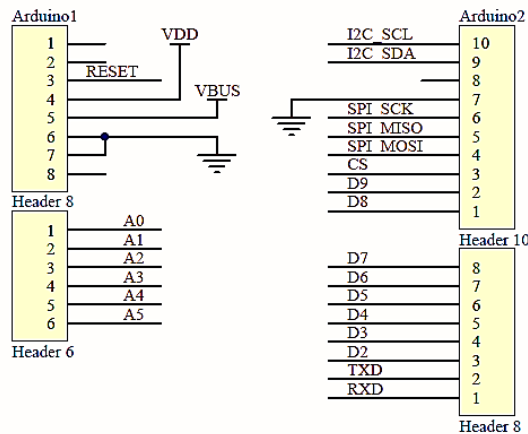 Arduino1
1
2
RESET 3
VDD
4
VBUS
5
6
7
8
Header 8
1 A0
2 A1
3 A2
4 A3
5 A4
6 A5
Header 6
Arduino2
I2C_SCL 10
I2C_SDA 9
8
7
SPI_SCK 6
SPI_MISO 5
SPI_MOSI 4
CS 3
D9 2
D8 1
Header 10
D7 8
D6 7
D5 6
D4 5
D3 4
D2 3
TXD 2
RXD 1
Header 8